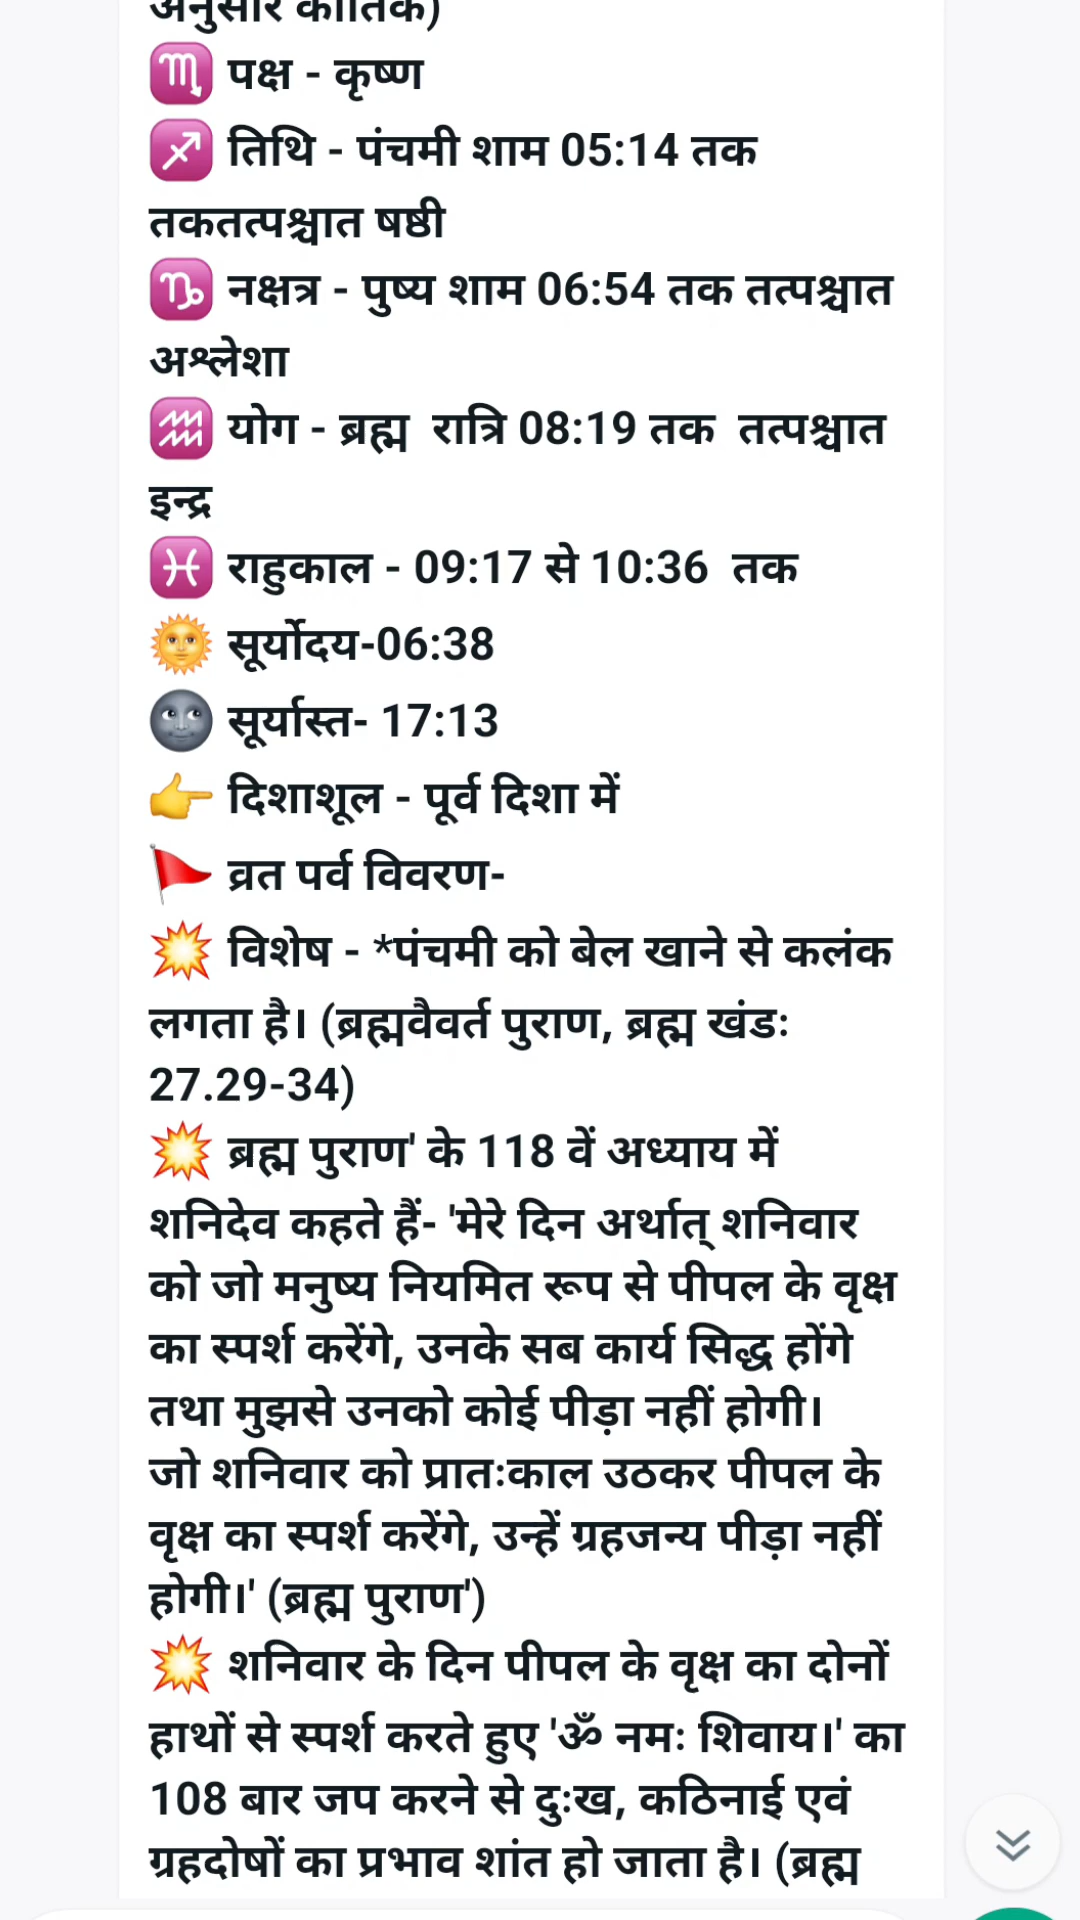 अनुसार कार्तिक)
♏ पक्ष - कृष्ण
♐ तिथि - पंचमी शाम 05:14 तक
तकतत्पश्चात षष्ठी
♑ नक्षत्र - पुष्य शाम 06:54 तक तत्पश्चात
अश्लेशा
♒ योग - ब्रह्म रात्रि 08:19 तक तत्पश्चात
इन्द्र
♓ राहुकाल - 09:17 से 10:36 तक
🌞 सूर्योदय-06:38
🌚 सूर्यास्त- 17:13
👉 दिशाशूल - पूर्व दिशा में
🚩 व्रत पर्व विवरण-
💥 विशेष - *पंचमी को बेल खाने से कलंक
लगता है। (ब्रह्मवैवर्त पुराण, ब्रह्म खंडः
27.29-34)
💥 ब्रह्म पुराण' के 118 वें अध्याय में
शनिदेव कहते हैं- 'मेरे दिन अर्थात् शनिवार
को जो मनुष्य नियमित रूप से पीपल के वृक्ष
का स्पर्श करेंगे, उनके सब कार्य सिद्ध होंगे
तथा मुझसे उनको कोई पीड़ा नहीं होगी।
जो शनिवार को प्रातःकाल उठकर पीपल के
वृक्ष का स्पर्श करेंगे, उन्हें ग्रहजन्य पीड़ा नहीं
होगी।' (ब्रह्म पुराण')
💥 शनिवार के दिन पीपल के वृक्ष का दोनों
हाथों से स्पर्श करते हुए 'ॐ नमः शिवाय।' का
108 बार जप करने से दुःख, कठिनाई एवं
ग्रहदोषों का प्रभाव शांत हो जाता है। (ब्रह्म